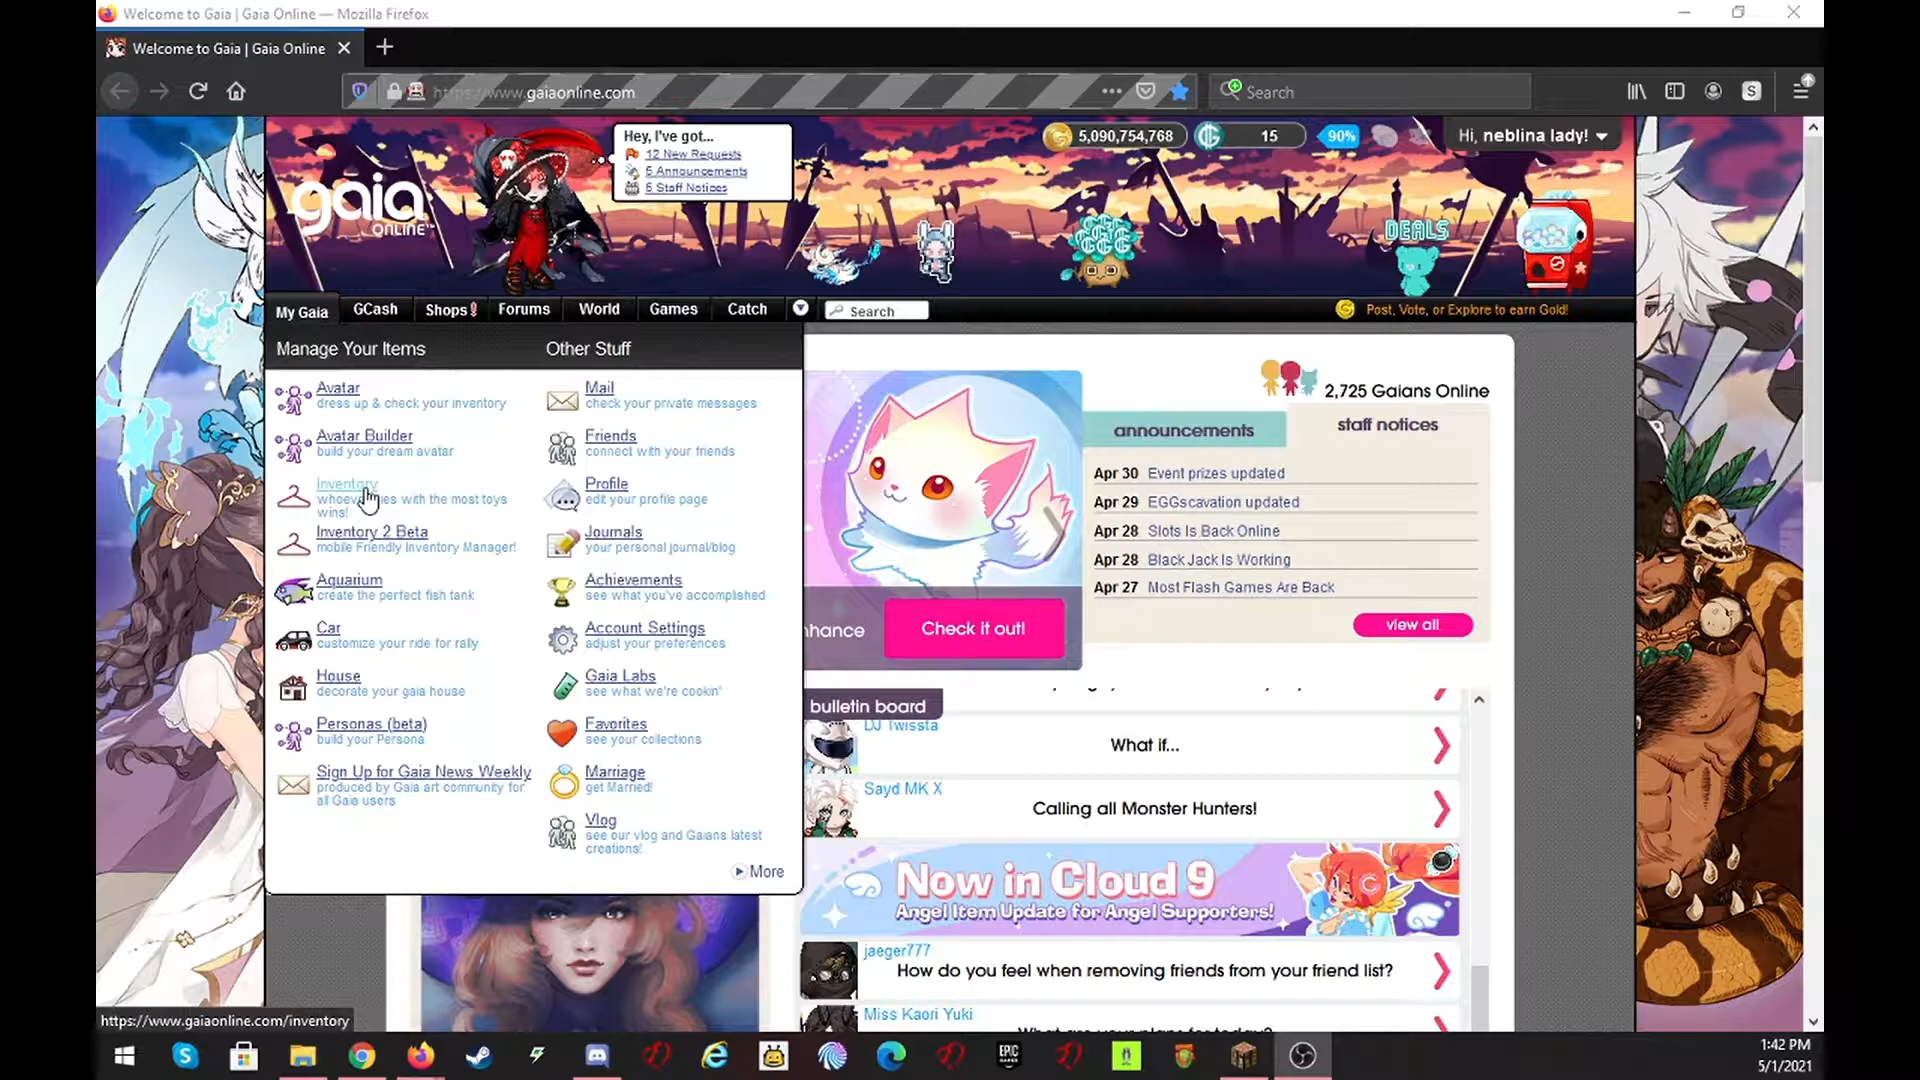 Welcome to Gaia | Gaia Online — Mozilla Firefox
Welcome to Gaia | Gaia Online
https://www.gaiaonline.com
Search
S
Hey, I've got...
12 New Requests
5 Announcements
5 Staff Notices
5,090,754,768
15
90%
Hi, neblina lady!
gaia
ONLINE™
DEALS
My Gaia
GCash
Shops!
Forums
World
Games
Catch
Search
Post, Vote, or Explore to earn Gold!
Manage Your Items
Avatar
dress up & check your inventory
Avatar Builder
build your dream avatar
Inventory
with the most toys
wins!
Inventory 2 Beta
mobile Friendly Inventory Manager!
Aquarium
create the perfect fish tank
Car
customize your ride for rally
House
decorate your gaia house
Personas (beta)
build your Persona
Sign Up for Gaia News Weekly
produced by Gaia art community for
all Gaia users
Other Stuff
Mail
check your private messages
Friends
connect with your friends
Profile
edit your profile page
Journals
your personal journal/blog
Achievements
see what you've accomplished
Account Settings
adjust your preferences
Gaia Labs
see what we're cookin'
Favorites
see your collections
Marriage
get Married!
Vlog
see our vlog and Gaians latest
creations!
More
2,725 Gaians Online
announcements
staff notices
Apr 30 Event prizes updated
Apr 29 EGGscavation updated
Apr 28 Slots Is Back Online
Apr 28 Black Jack Is Working
Apr 27 Most Flash Games Are Back
view all
Check it out!
bulletin board
DJ Twissta
What if...
Sayd MK X
Calling all Monster Hunters!
Now in Cloud 9
Angel Item Update for Angel Supporters!
jaeger777
How do you feel when removing friends from your friend list?
Miss Kaori Yuki
What are your plans for today?
https://www.gaiaonline.com/inventory
EPIC
GAMES
1:42 PM
5/1/2021